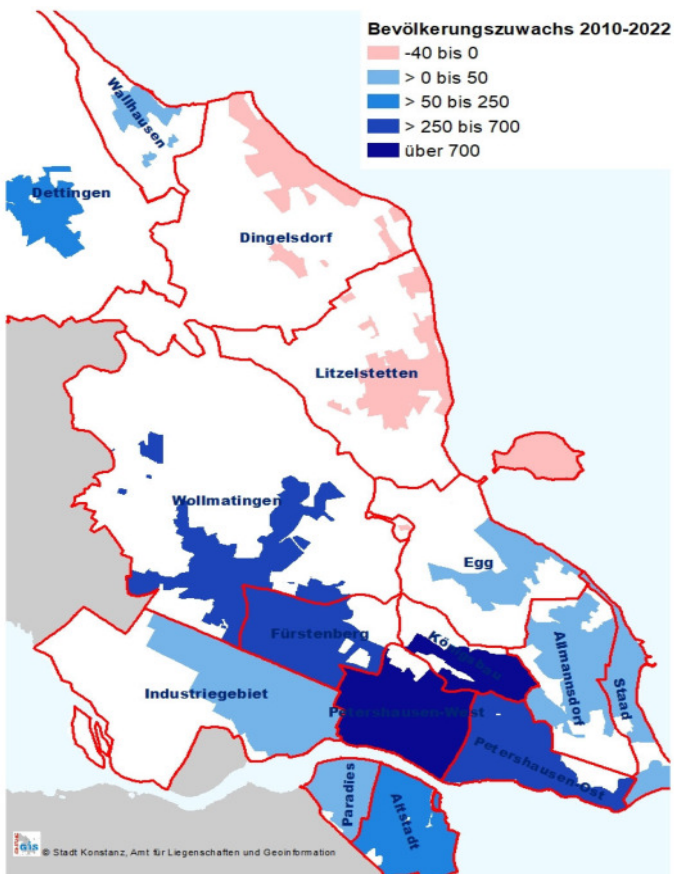 Bevölkerungszuwachs 2010-2022
-40 bis 0
> 0 bis 50
> 50 bis 250
> 250 bis 700
über 700
Wallhausen
Dettingen
Dingelsdorf
Litzelstetten
Wollmatingen
Egg
Fürstenberg
Königsbau
Allmannsdorf
Staad
Industriegebiet
Petershausen-West
Petershausen-Ost
Paradies
Altstadt
GIS
© Stadt Konstanz, Amt für Liegenschaften und Geoinformation